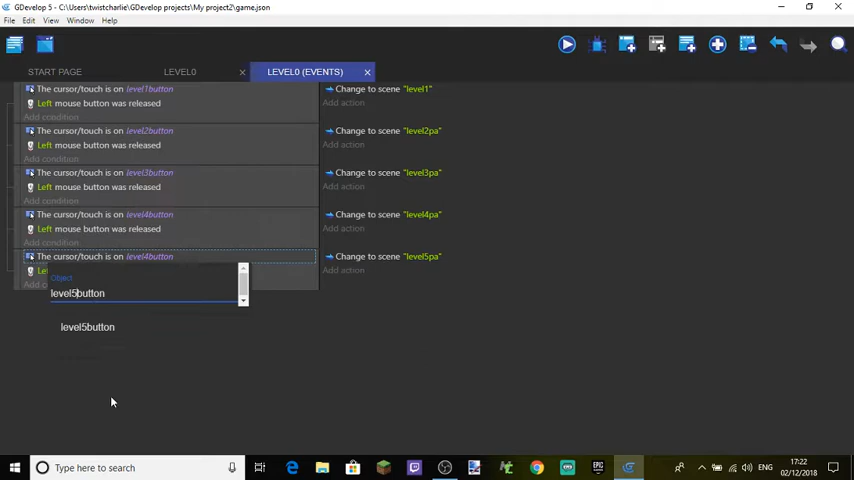 GDevelop 5 - C:\Users\twistcharlie\GDevelop projects\My project2\game.json
File Edit View Window Help
START PAGE LEVEL0 LEVEL0 (EVENTS)
The cursor/touch is on level1button Change to scene "level1"
Left mouse button was released Add action
Add condition
The cursor/touch is on level2button Change to scene "level2pa"
Left mouse button was released Add action
Add condition
The cursor/touch is on level3button Change to scene "level3pa"
Left mouse button was released Add action
Add condition
The cursor/touch is on level4button Change to scene "level4pa"
Left mouse button was released Add action
Add condition
The cursor/touch is on level4button Change to scene "level5pa"
Le Add action
Object
Add c
level5button
level5button
Type here to search
ENG
17:22
02/12/2018